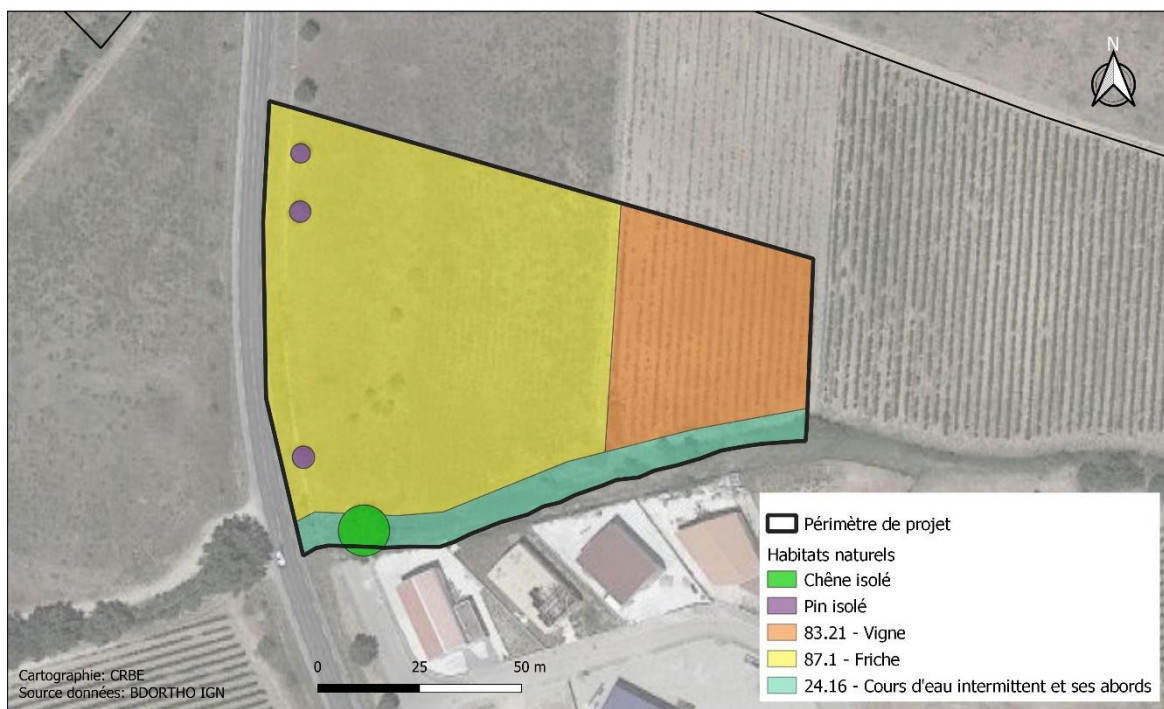 N
Périmètre de projet
Habitats naturels
Chêne isolé
Pin isolé
83.21 - Vigne
87.1 - Friche
24.16 - Cours d'eau intermittent et ses abords
0 25 50 m
Cartographie: CRBE
Source données: BDORTHO IGN